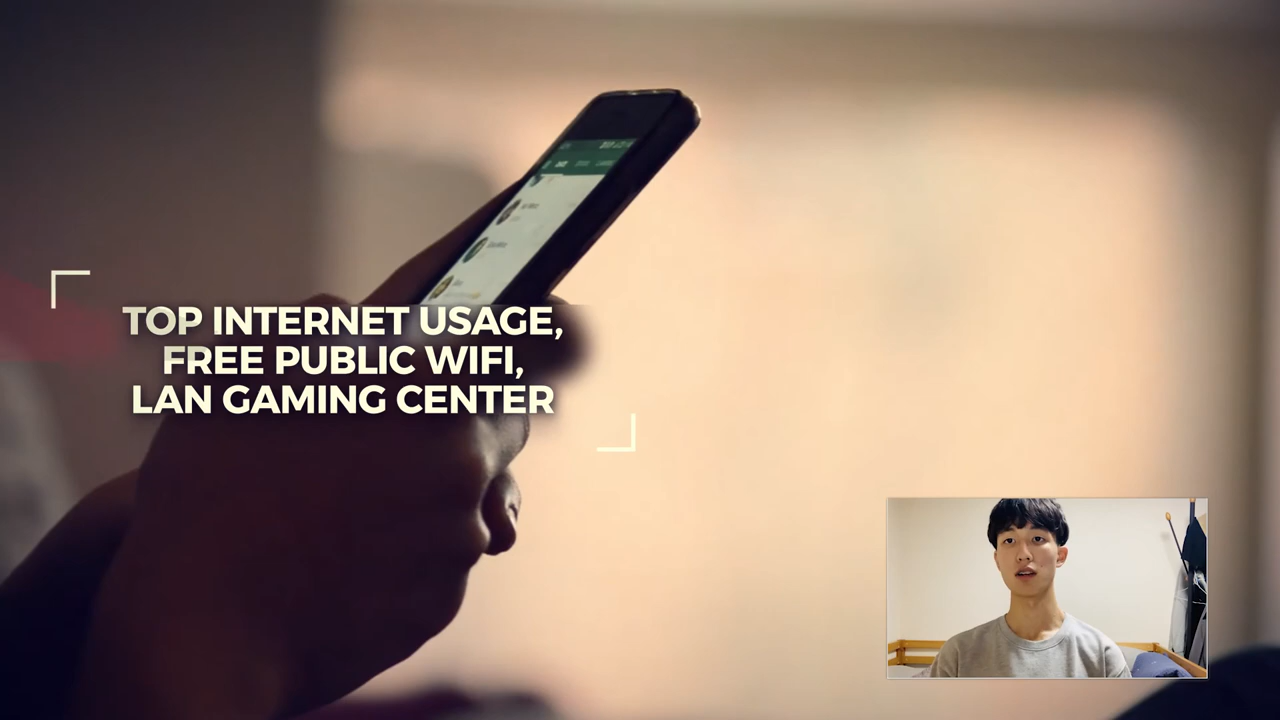 TOP INTERNET USAGE,
FREE PUBLIC WIFI,
LAN GAMING CENTER